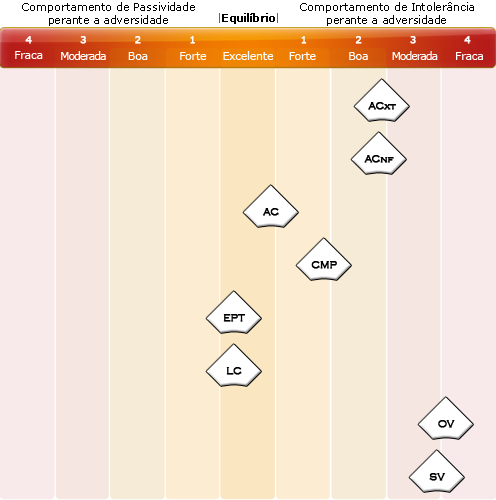 Comportamento de Passividade
perante a adversidade
|Equilíbrio|
Comportamento de Intolerância
perante a adversidade
4 3 2 1 1 2 3 4
Fraca Moderada Boa Forte Excelente Forte Boa Moderada Fraca
ACXT
ACNF
AC
CMP
EPT
LC
OV
SV